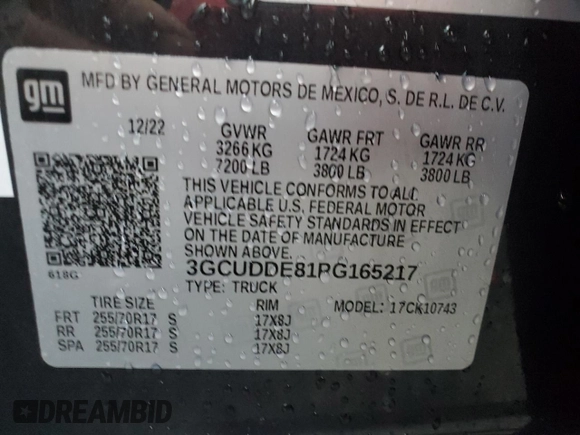 gm
MFD BY GENERAL MOTORS DE MEXICO, S. DE R.L. DE C.V.
12/22 GVWR GAWR FRT GAWR RR
3266 KG 1724 KG 1724 KG
7200 LB 3800 LB 3800 LB
THIS VEHICLE CONFORMS TO ALL
APPLICABLE U.S. FEDERAL MOTOR
VEHICLE SAFETY STANDARDS IN EFFECT
ON THE DATE OF MANUFACTURE
SHOWN ABOVE.
618G 3GCUDDE81PG165217
TYPE: TRUCK
TIRE SIZE RIM MODEL: 17CK10743
FRT 255/70R17 S 17X8J
RR 255/70R17 S 17X8J
SPA 255/70R17 S 17X8J
DREAMBID